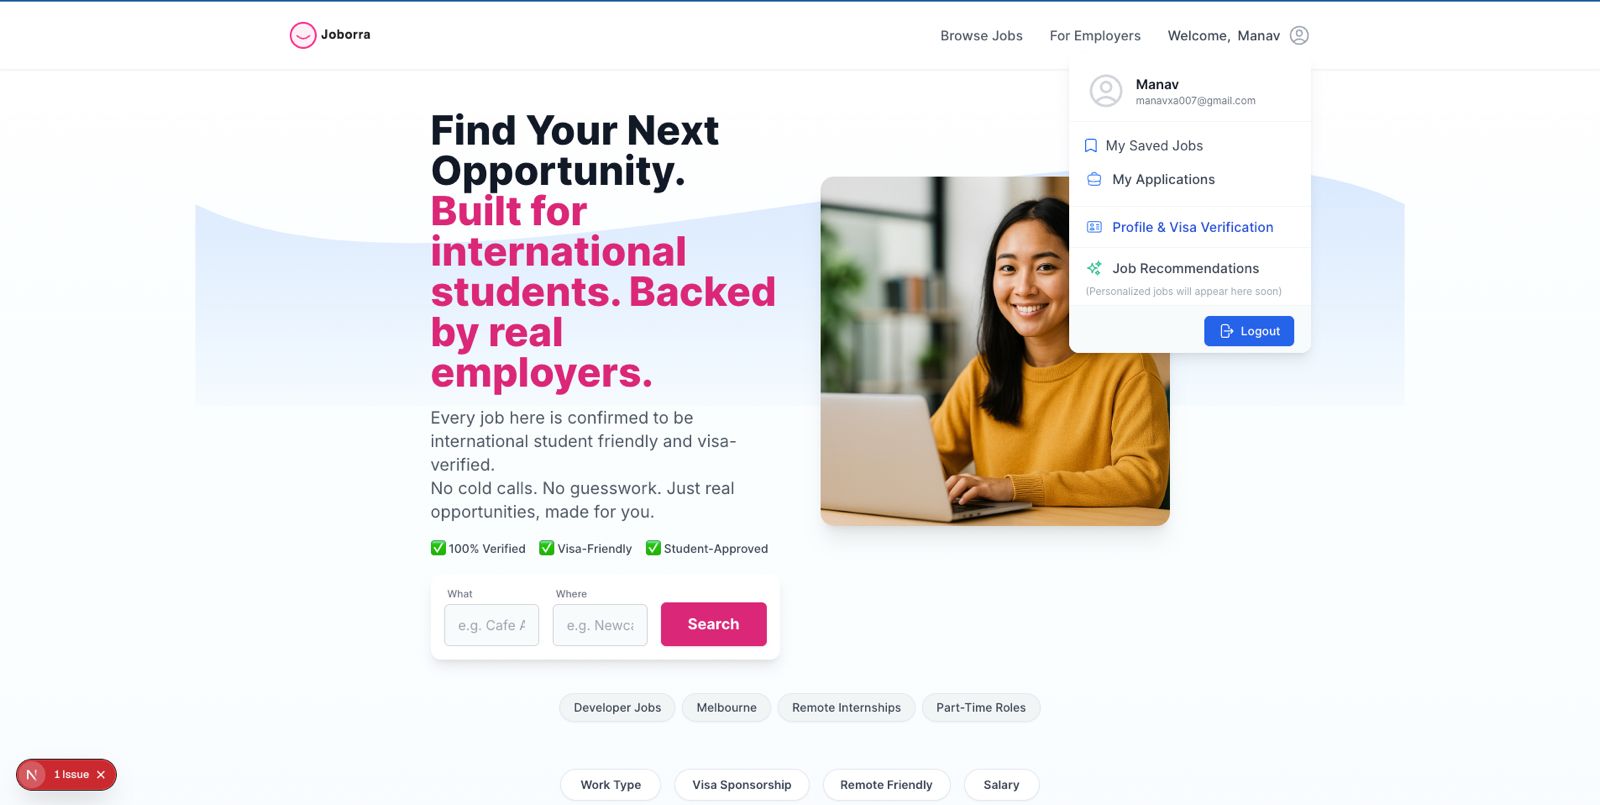 Joborra
Browse Jobs
For Employers
Welcome, Manav
Manav
manavxa007@gmail.com
My Saved Jobs
My Applications
Profile & Visa Verification
Job Recommendations
(Personalized jobs will appear here soon)
Logout
Find Your Next
Opportunity.
Built for
international
students. Backed
by real
employers.
Every job here is confirmed to be
international student friendly and visa-
verified.
No cold calls. No guesswork. Just real
opportunities, made for you.
✅ 100% Verified ✅ Visa-Friendly ✅ Student-Approved
What
Where
e.g. Cafe A
e.g. Newca
Search
Developer Jobs
Melbourne
Remote Internships
Part-Time Roles
N 1 Issue ×
Work Type
Visa Sponsorship
Remote Friendly
Salary